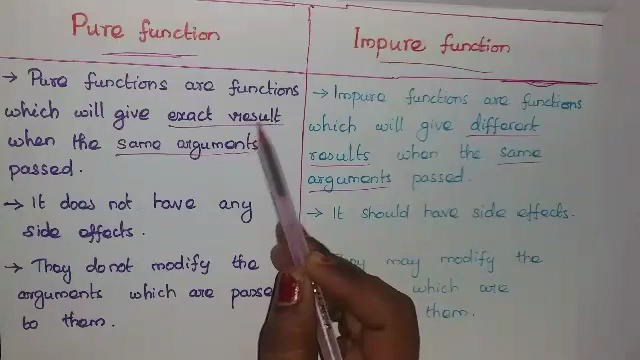 Pure function
→ Pure functions are functions
which will give exact result
when the same arguments
passed.
→ It does not have any
side effects.
→ They do not modify the
arguments which are passe
to them.
Impure function
→ Impure functions are functions
which will give different
results when the same
arguments passed.
→ It should have side effects.
may modify the
which are
them.